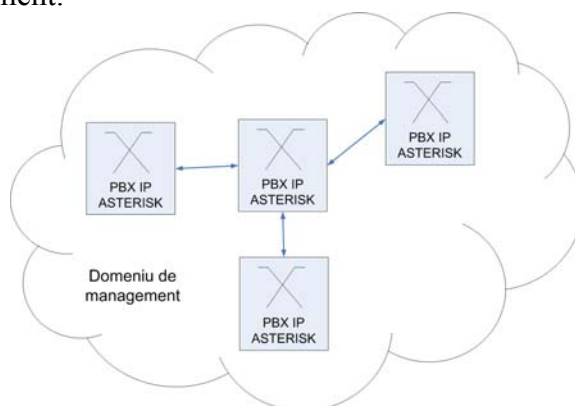 PBX IP
ASTERISK
PBX IP
ASTERISK
PBX IP
ASTERISK
Domeniu de
management
PBX IP
ASTERISK